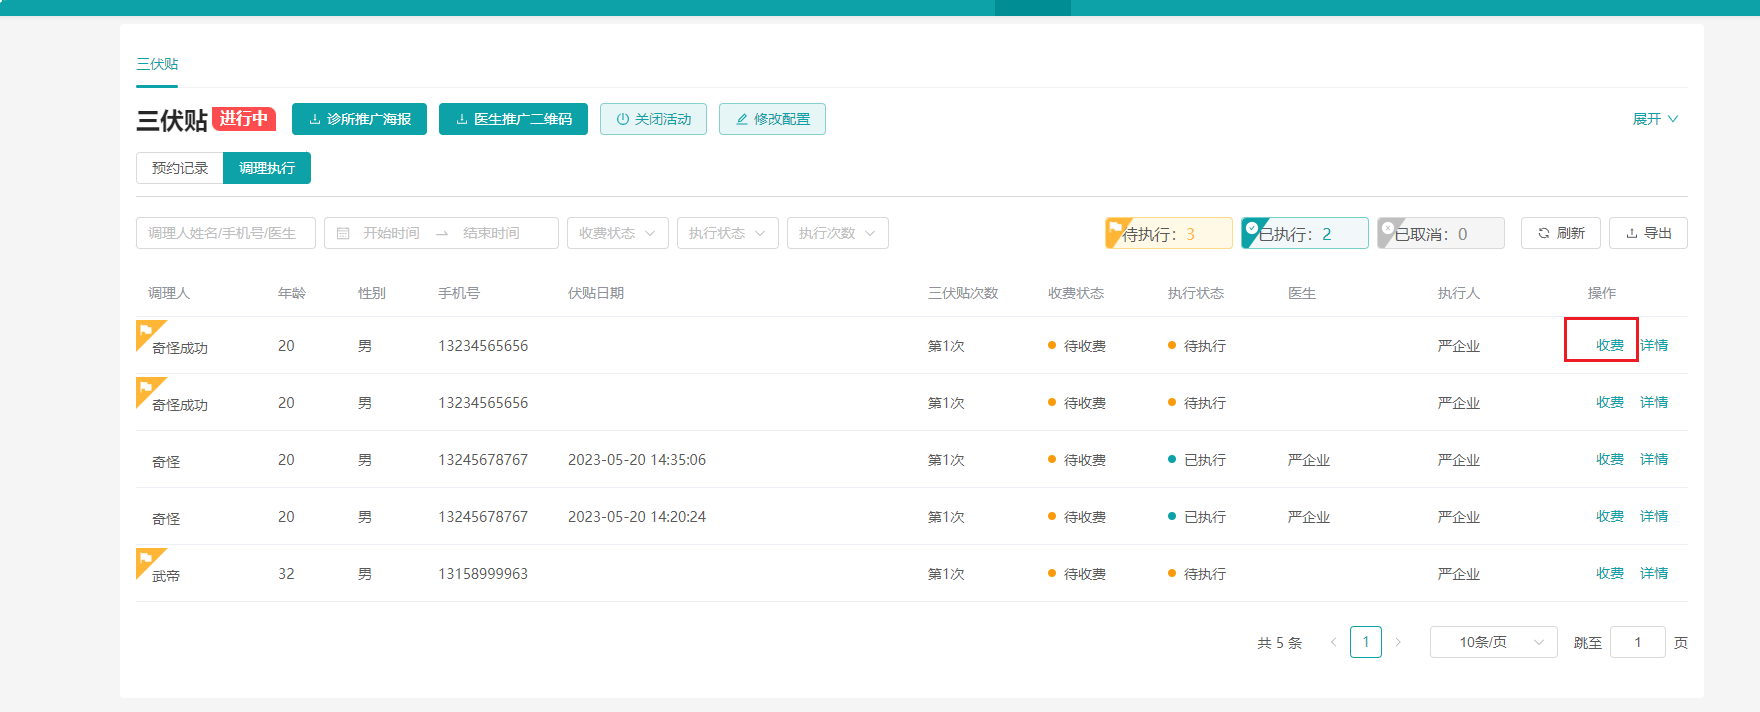 三伏贴
三伏贴 进行中 诊所推广海报 医生推广二维码 关闭活动 修改配置 展开
预约记录 调理执行
调理人姓名/手机号/医生 开始时间 结束时间 收费状态 执行状态 执行次数 待执行：3 已执行：2 已取消：0 刷新 导出
调理人 年龄 性别 手机号 伏贴日期 三伏贴次数 收费状态 执行状态 医生 执行人 操作
奇怪成功 20 男 13234565656 第1次 待收费 待执行 严企业 收费 详情
奇怪成功 20 男 13234565656 第1次 待收费 待执行 严企业 收费 详情
奇怪 20 男 13245678767 2023-05-20 14:35:06 第1次 待收费 已执行 严企业 严企业 收费 详情
奇怪 20 男 13245678767 2023-05-20 14:20:24 第1次 待收费 已执行 严企业 严企业 收费 详情
武帝 32 男 13158999963 第1次 待收费 待执行 严企业 收费 详情
共 5 条 1 10条/页 跳至 1 页